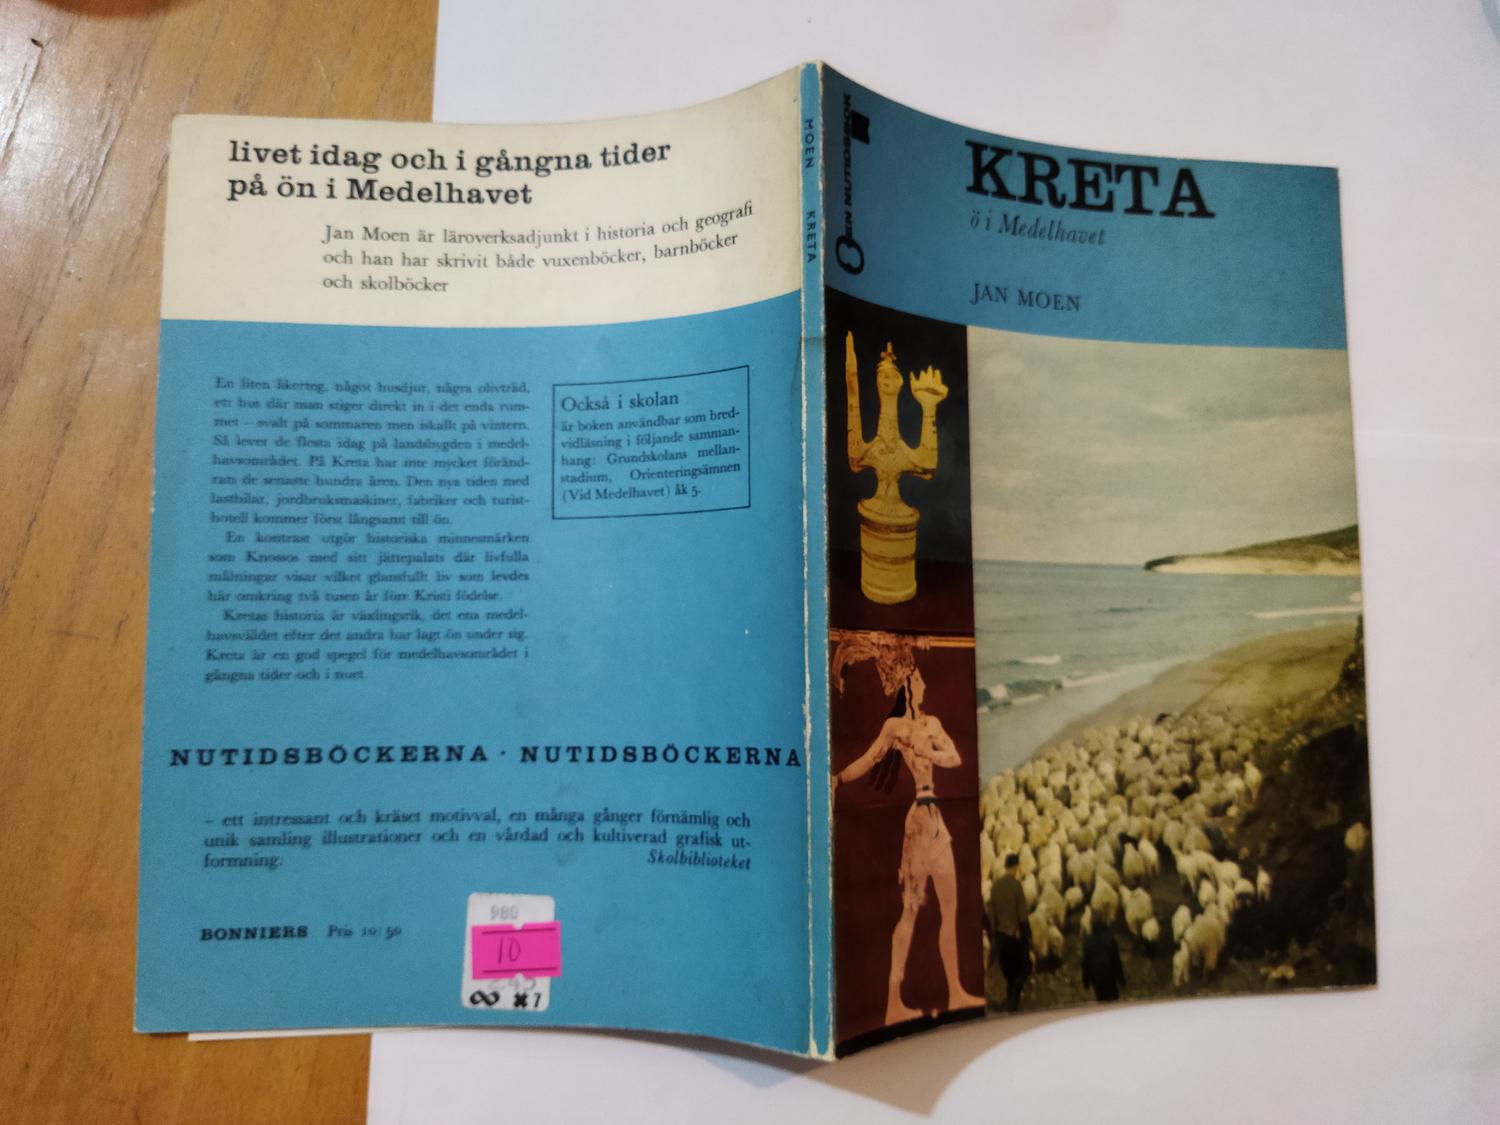 livet idag och i gångna tider
på ön i Medelhavet
Jan Moen är läroverksadjunkt i historia och geografi
och han har skrivit både vuxenböcker, barnböcker
och skolböcker
En liten åkerteg, något husdjur, några olivträd,
ett hus där man stiger direkt in i det enda rum-
met – svalt på sommaren men iskallt på vintern.
Så lever de flesta idag på landsbygden i medel-
havsområdet. På Kreta har inte mycket föränd-
rats de senaste hundra åren. Den nya tiden med
lastbilar, jordbruksmaskiner, fabriker och turist-
hotell kommer först långsamt till ön.
En kontrast utgör historiska minnesmärken
som Knossos med sitt jättepalats där livfulla
målningar visar vilket glansfullt liv som levdes
här omkring två tusen år före Kristi födelse.
Kretas historia är växlingsrik, det ena medel-
havsväldet efter det andra har lagt ön under sig.
Kreta är en god spegel för medelhavsområdet i
gångna tider och i nuet.
Också i skolan
är boken användbar som bred-
vidläsning i följande samman-
hang: Grundskolans mellan-
stadium, Orienteringsämnen
(Vid Medelhavet) åk 5.
NUTIDSBÖCKERNA · NUTIDSBÖCKERNA
– ett intressant och kräset motivval, en många gånger förnämlig och
unik samling illustrationer och en vårdad och kultiverad grafisk ut-
formning.
Skolbiblioteket
BONNIERS Pris 10:50
980
10
245
∞ ✖7
MOEN KRETA
EN NUTIDSBOK
KRETA
ö i Medelhavet
JAN MOEN